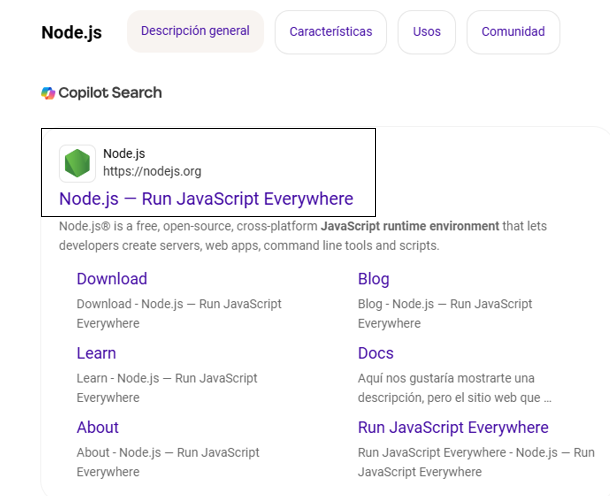 Node.js
Descripción general
Características
Usos
Comunidad
Copilot Search
Node.js
https://nodejs.org
Node.js — Run JavaScript Everywhere
Node.js® is a free, open-source, cross-platform JavaScript runtime environment that lets
developers create servers, web apps, command line tools and scripts.
Download
Download - Node.js — Run JavaScript
Everywhere
Blog
Blog - Node.js — Run JavaScript
Everywhere
Learn
Learn - Node.js — Run JavaScript
Everywhere
Docs
Aquí nos gustaría mostrarte una
descripción, pero el sitio web que ...
About
About - Node.js — Run JavaScript
Everywhere
Run JavaScript Everywhere
Run JavaScript Everywhere - Node.js — Run
JavaScript Everywhere